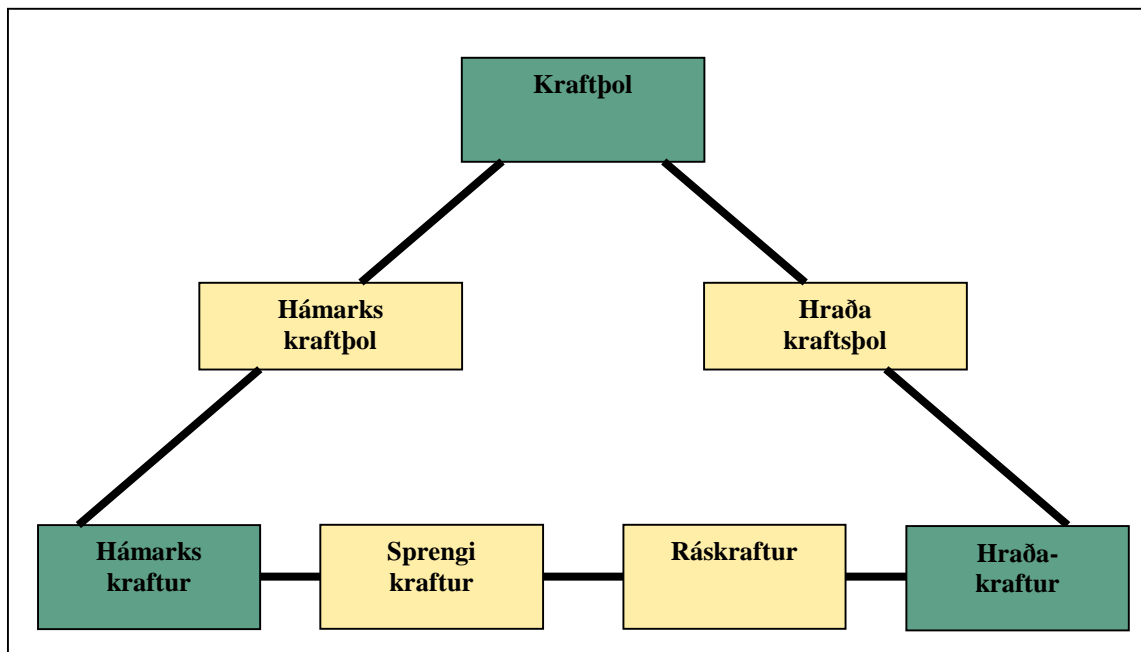 Kraftþol
Hámarks
kraftþol
Hraða
kraftsþol
Hámarks
kraftur
Sprengi
kraftur
Ráskraftur
Hraða-
kraftur